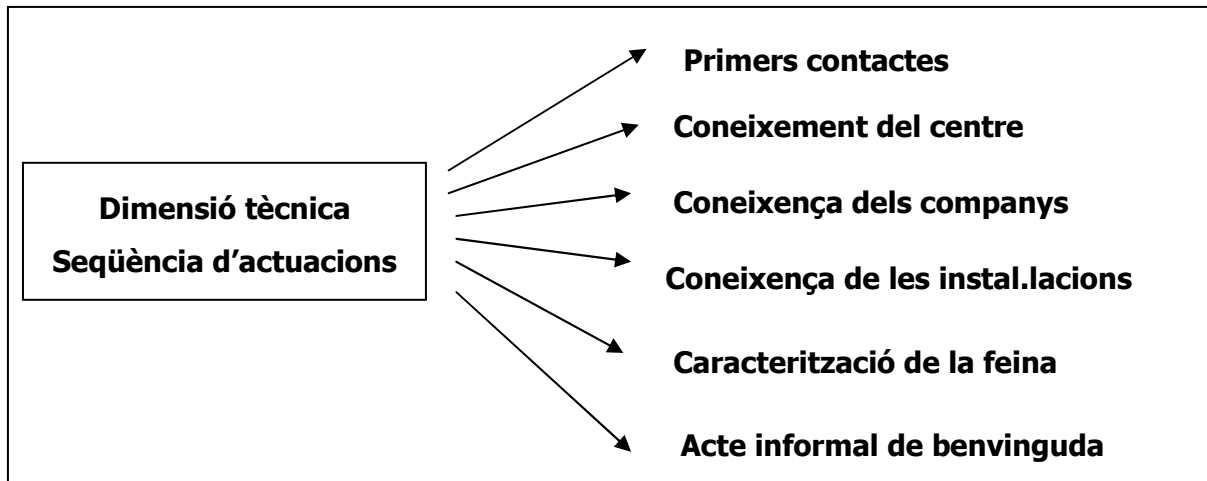 Primers contactes
Coneixement del centre
Dimensió tècnica
Seqüència d’actuacions
Coneixença dels companys
Coneixença de les instal.lacions
Caracterització de la feina
Acte informal de benvinguda